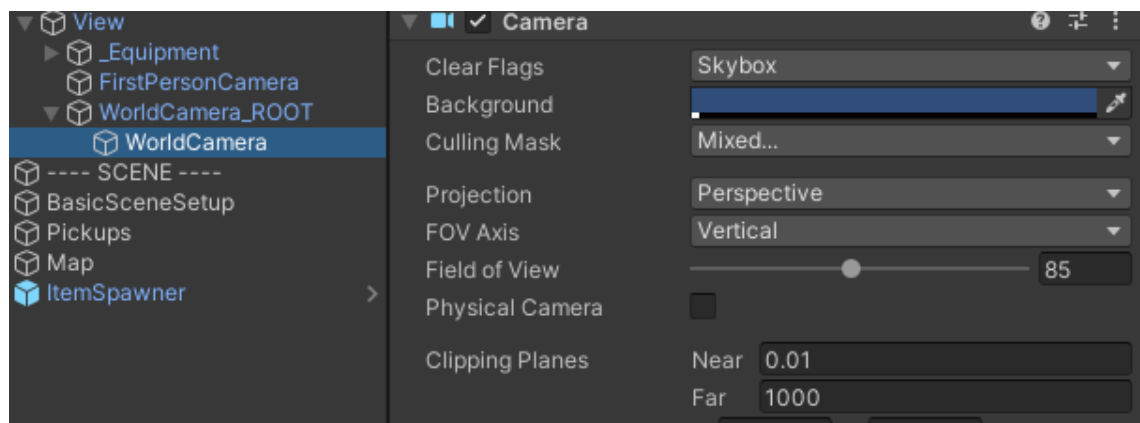 View
_Equipment
FirstPersonCamera
WorldCamera_ROOT
WorldCamera
---- SCENE ----
BasicSceneSetup
Pickups
Map
ItemSpawner
Camera
Clear Flags Skybox
Background
Culling Mask Mixed...
Projection Perspective
FOV Axis Vertical
Field of View 85
Physical Camera
Clipping Planes Near 0.01
Far 1000